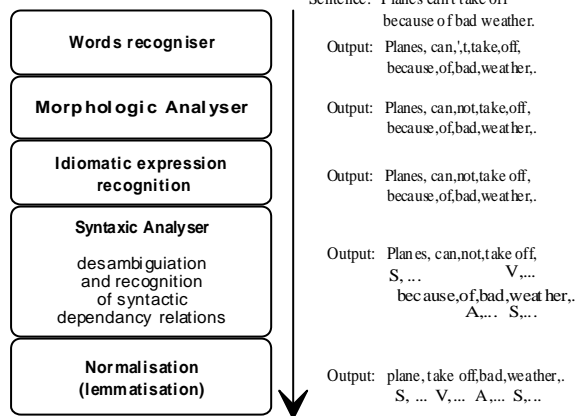 Sentence: Planes can't take off
because of bad weather.
Words recogniser
Output: Planes, can,',t,take,off,
because,of,bad,weather,.
Morphologic Analyser
Output: Planes, can,not,take,off,
because,of,bad,weather,.
Idiomatic expression
recognition
Output: Planes, can,not,take off,
because,of,bad,weather,.
Syntaxic Analyser
desambiguiation
and recognition
of syntactic
dependancy relations
Output: Planes, can,not,take off,
S, ... V,...
because,of,bad,weather,.
A,... S,...
Normalisation
(lemmatisation)
Output: plane, take off,bad,weather,.
S, ... V,... A,... S,...